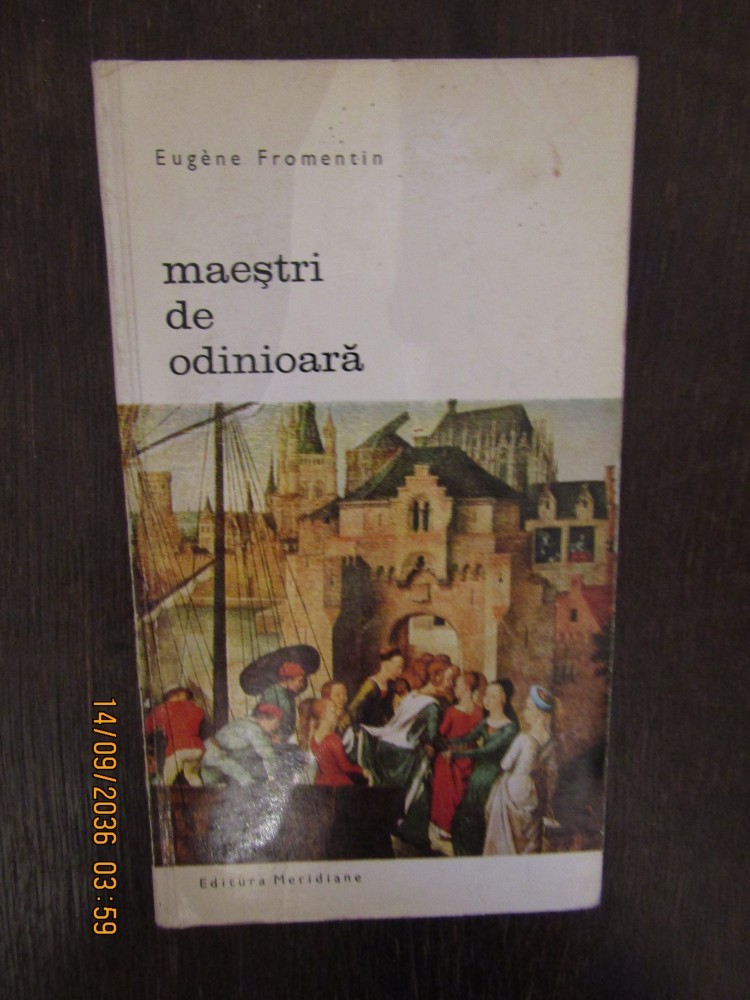 Eugène Fromentin
maeştri
de
odinioară
Editura Meridiane
14/09/2036 03:59